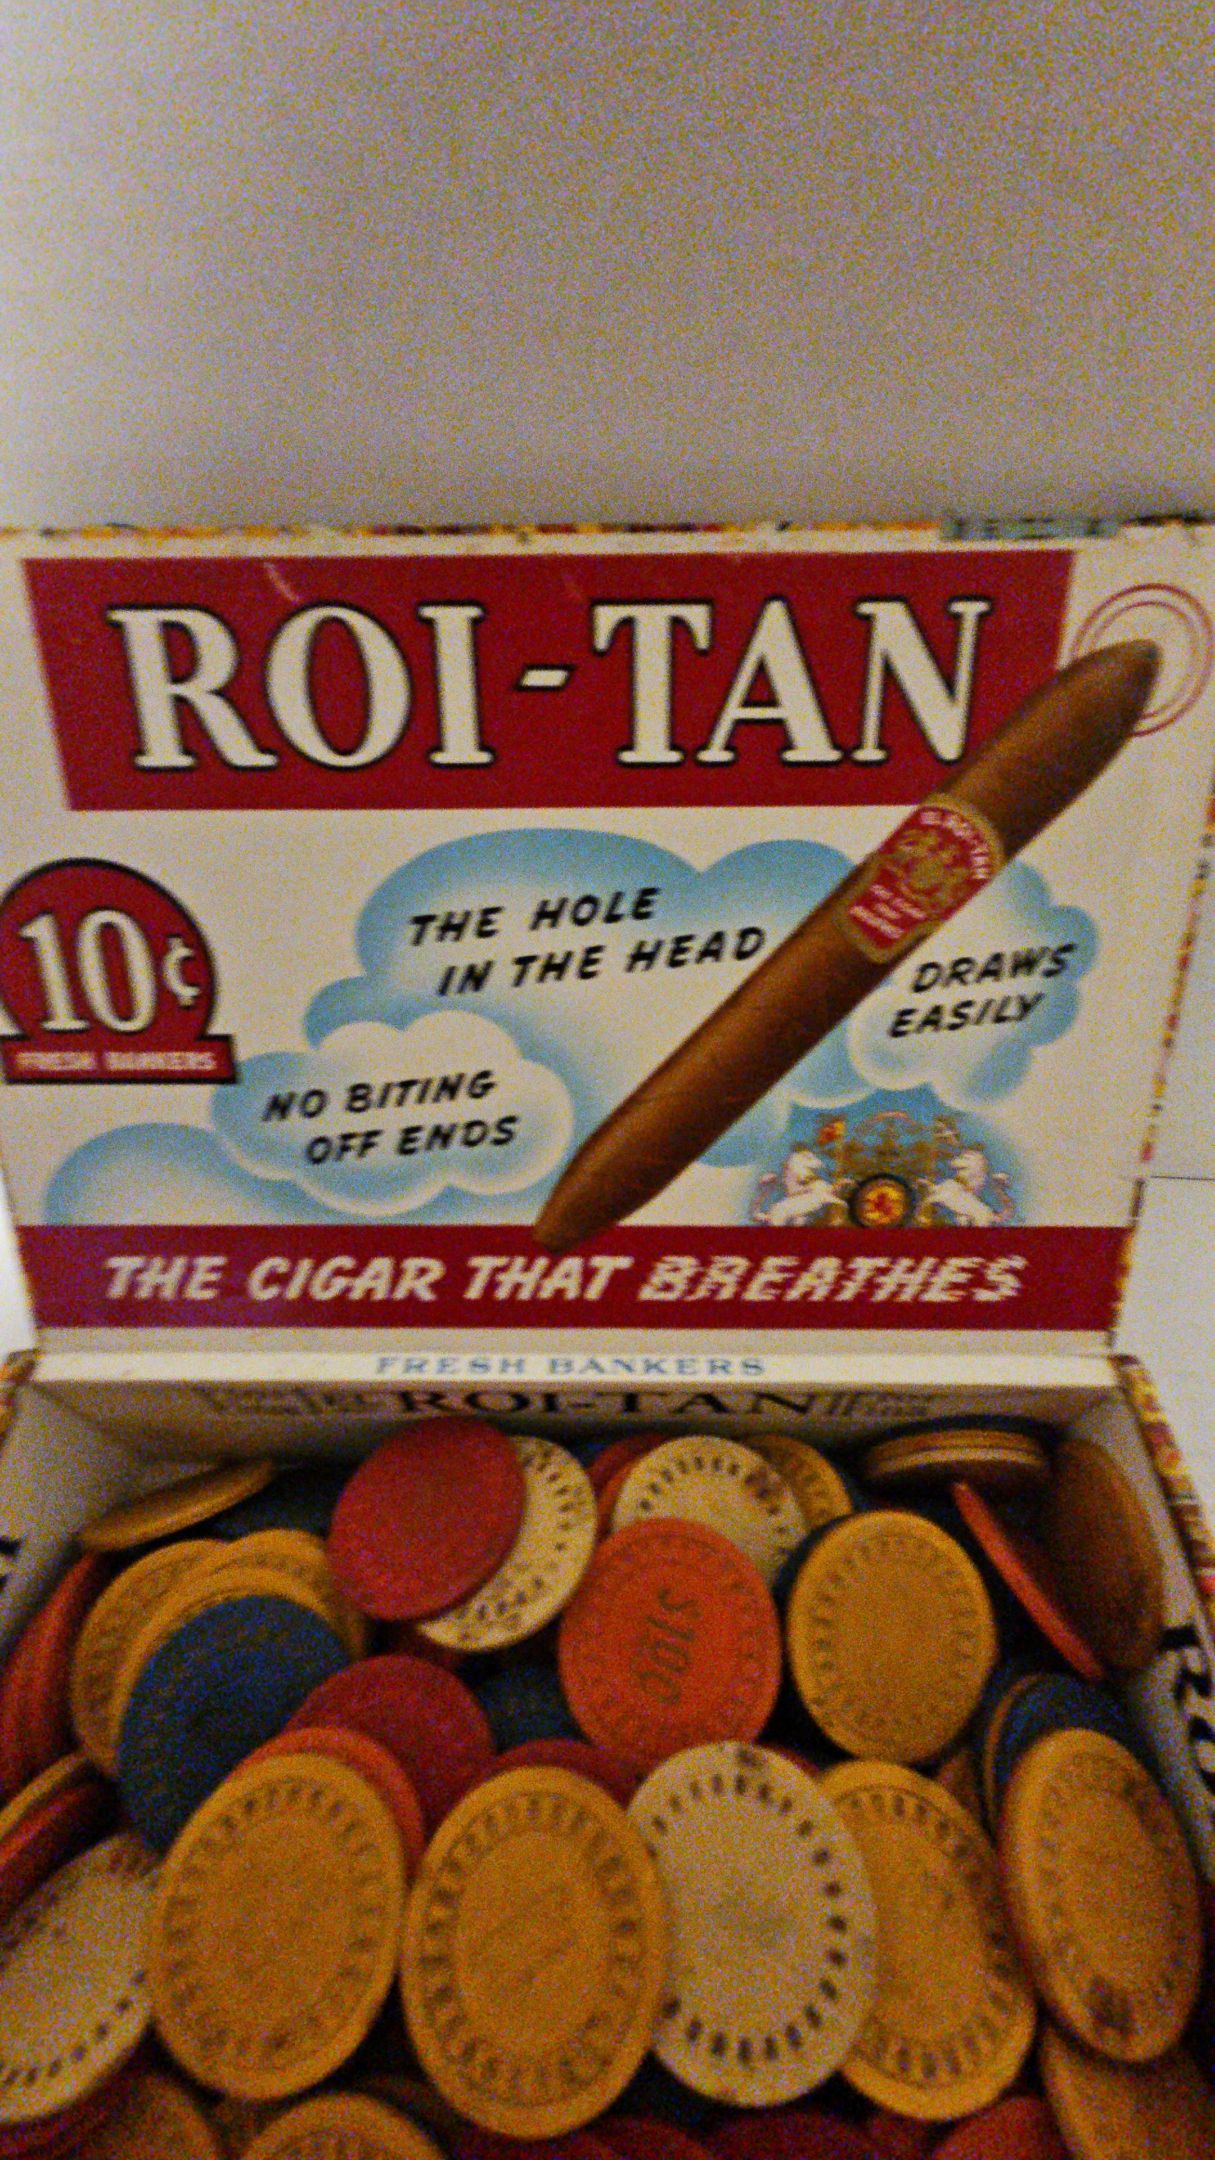 ROI-TAN
10¢
FRESH BANKERS
THE HOLE
IN THE HEAD
DRAWS
EASILY
NO BITING
OFF ENDS
THE CIGAR THAT BREATHES
FRESH BANKERS
ROI-TAN
$100